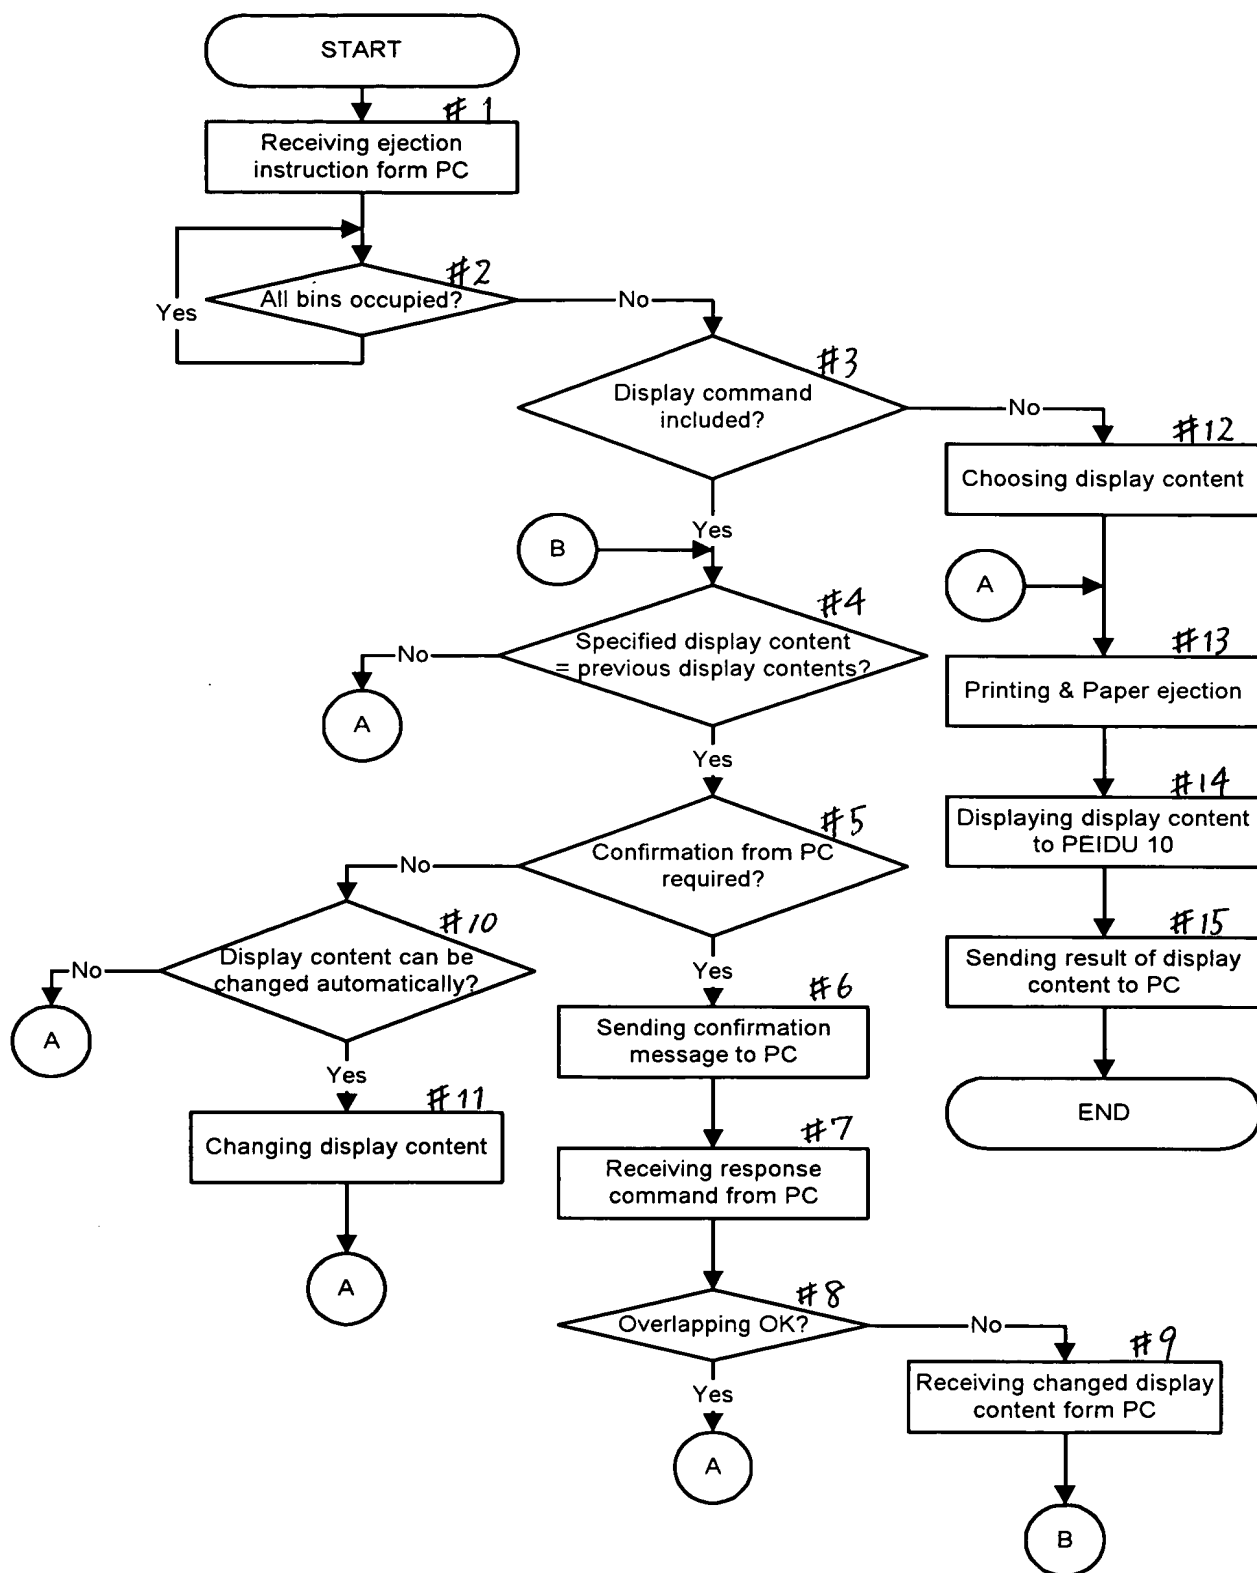 START
#1
Receiving ejection
instruction form PC
#2
All bins occupied?
Yes
No
#3
Display command
included?
No
#12
Choosing display content
Yes
B
A
#4
Specified display content
= previous display contents?
No
A
#13
Printing & Paper ejection
Yes
#14
Displaying display content
to PEIDU 10
#5
Confirmation from PC
required?
No
#10
Display content can be
changed automatically?
No
A
#15
Sending result of display
content to PC
Yes
#6
Sending confirmation
message to PC
Yes
#11
Changing display content
END
#7
Receiving response
command from PC
A
#8
Overlapping OK?
No
#9
Receiving changed display
content form PC
Yes
A
B